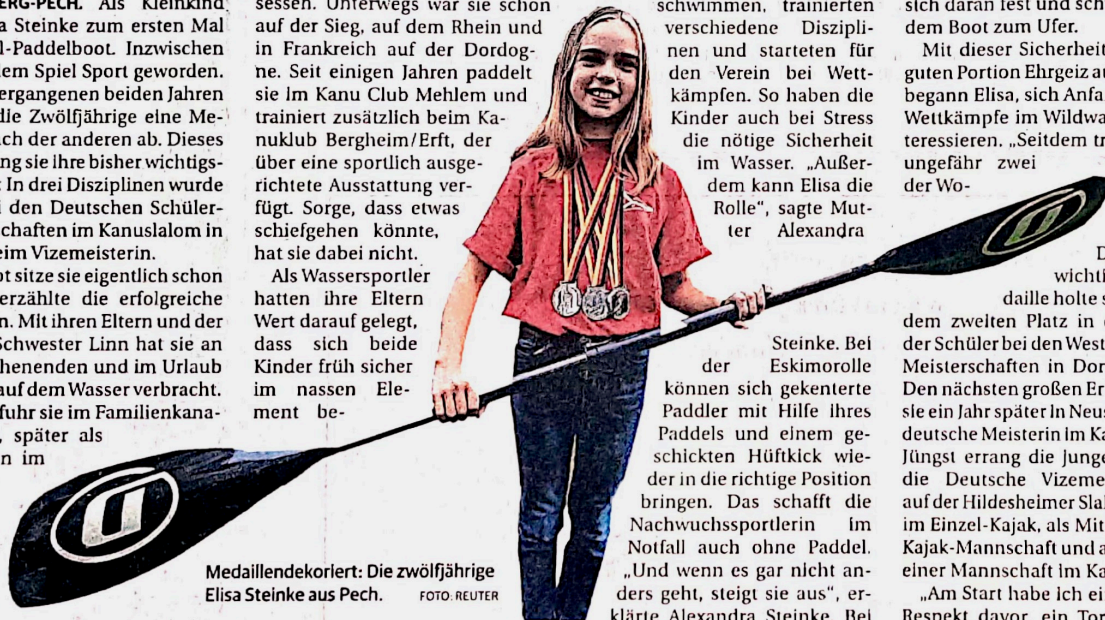 ERG-PECH. Als Kleinkind
a Steinke zum ersten Mal
l-Paddelboot. Inzwischen
em Spiel Sport geworden.
ergangenen beiden Jahren
die Zwölfjährige eine Me-
ach der anderen ab. Dieses
ng sie ihre bisher wichtigs-
In drei Disziplinen wurde
i den Deutschen Schüler-
chaften im Kanuslalom in
eim Vizemeisterin.
ot sitze sie eigentlich schon
erzählte die erfolgreiche
n. Mit ihren Eltern und der
Schwester Linn hat sie an
henenden und im Urlaub
auf dem Wasser verbracht.
fuhr sie im Familienkana-
, später als
n im
sessen. Unterwegs war sie schon
auf der Sieg, auf dem Rhein und
in Frankreich auf der Dordog-
ne. Seit einigen Jahren paddelt
sie im Kanu Club Mehlem und
trainiert zusätzlich beim Ka-
nuklub Bergheim/Erft, der
über eine sportlich ausge-
richtete Ausstattung ver-
fügt. Sorge, dass etwas
schiefgehen könnte,
hat sie dabei nicht.
Als Wassersportler
hatten ihre Eltern
Wert darauf gelegt,
dass sich beide
Kinder früh sicher
im nassen Ele-
ment be-
Medaillendekoriert: Die zwölfjährige
Elisa Steinke aus Pech. FOTO: REUTER
schwimmen, trainierten
verschiedene Diszipli-
nen und starteten für
den Verein bei Wett-
kämpfen. So haben die
Kinder auch bei Stress
die nötige Sicherheit
im Wasser. „Außer-
dem kann Elisa die
Rolle“, sagte Mut-
ter Alexandra
Steinke. Bei
der Eskimorolle
können sich gekenterte
Paddler mit Hilfe ihres
Paddels und einem ge-
schickten Hüftkick wie-
der in die richtige Position
bringen. Das schafft die
Nachwuchssportlerin im
Notfall auch ohne Paddel.
„Und wenn es gar nicht an-
ders geht, steigt sie aus“, er-
klärte Alexandra Steinke. Bei
sich daran fest und sch
dem Boot zum Ufer.
Mit dieser Sicherheit
guten Portion Ehrgeiz au
begann Elisa, sich Anfa
Wettkämpfe im Wildwa
teressieren. „Seitdem tr
ungefähr zwei
der Wo-
D
wichti
daille holte s
dem zweiten Platz in
der Schüler bei den West
Meisterschaften in Dor
Den nächsten großen Er
sie ein Jahr später in Neus
deutsche Meisterin im Ka
Jüngst errang die Junge
die Deutsche Vizeme
auf der Hildesheimer Sla
im Einzel-Kajak, als Mit
Kajak-Mannschaft und a
einer Mannschaft im Ka
„Am Start habe ich ei
Respekt davor, ein Tor